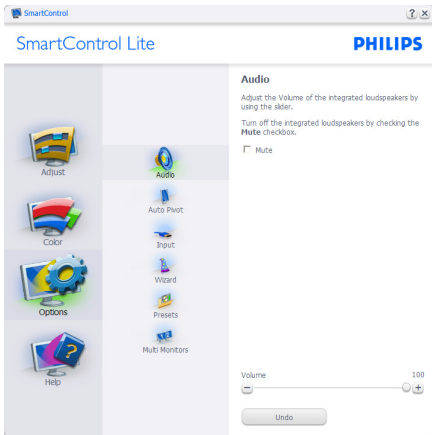 SmartControl
? ×
SmartControl Lite
PHILIPS
Adjust
Color
Options
Help
Audio
Auto Pivot
Input
Wizard
Presets
Multi Monitors
Audio
Adjust the Volume of the integrated loudspeakers by
using the slider.
Turn off the integrated loudspeakers by checking the
Mute checkbox.
Mute
Volume 100
− +
Undo